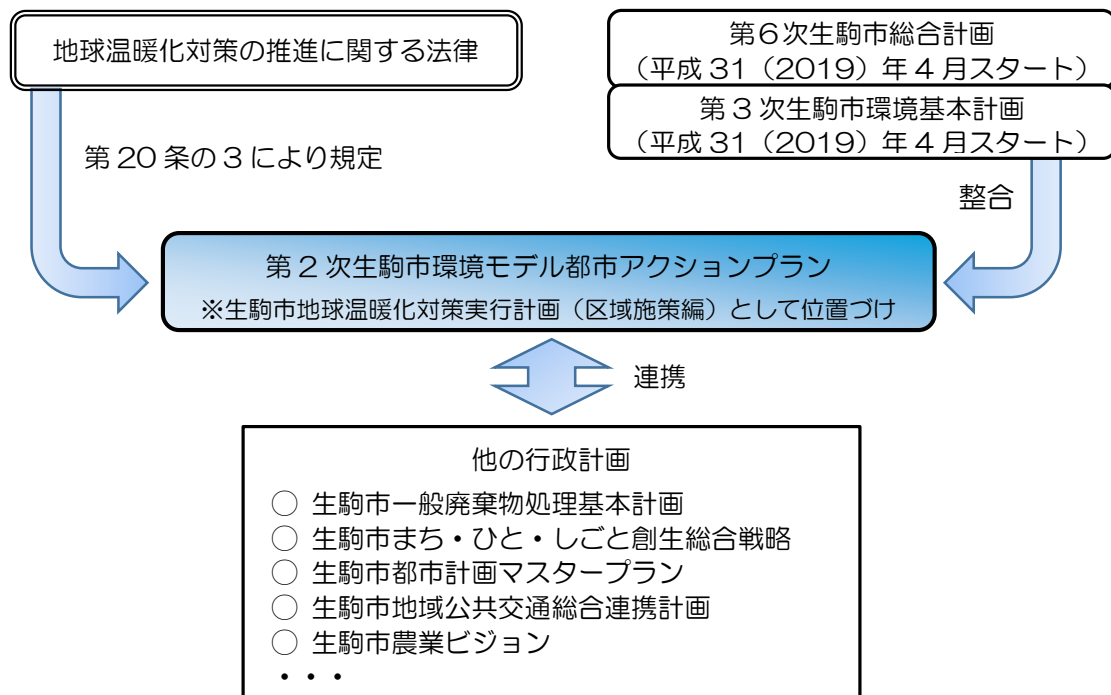 地球温暖化対策の推進に関する法律
第6次生駒市総合計画
（平成 31（2019）年 4 月スタート）
第 3 次生駒市環境基本計画
（平成 31（2019）年 4 月スタート）
第 20 条の 3 により規定
整合
第 2 次生駒市環境モデル都市アクションプラン
※生駒市地球温暖化対策実行計画（区域施策編）として位置づけ
連携
他の行政計画
○ 生駒市一般廃棄物処理基本計画
○ 生駒市まち・ひと・しごと創生総合戦略
○ 生駒市都市計画マスタープラン
○ 生駒市地域公共交通総合連携計画
○ 生駒市農業ビジョン
・・・